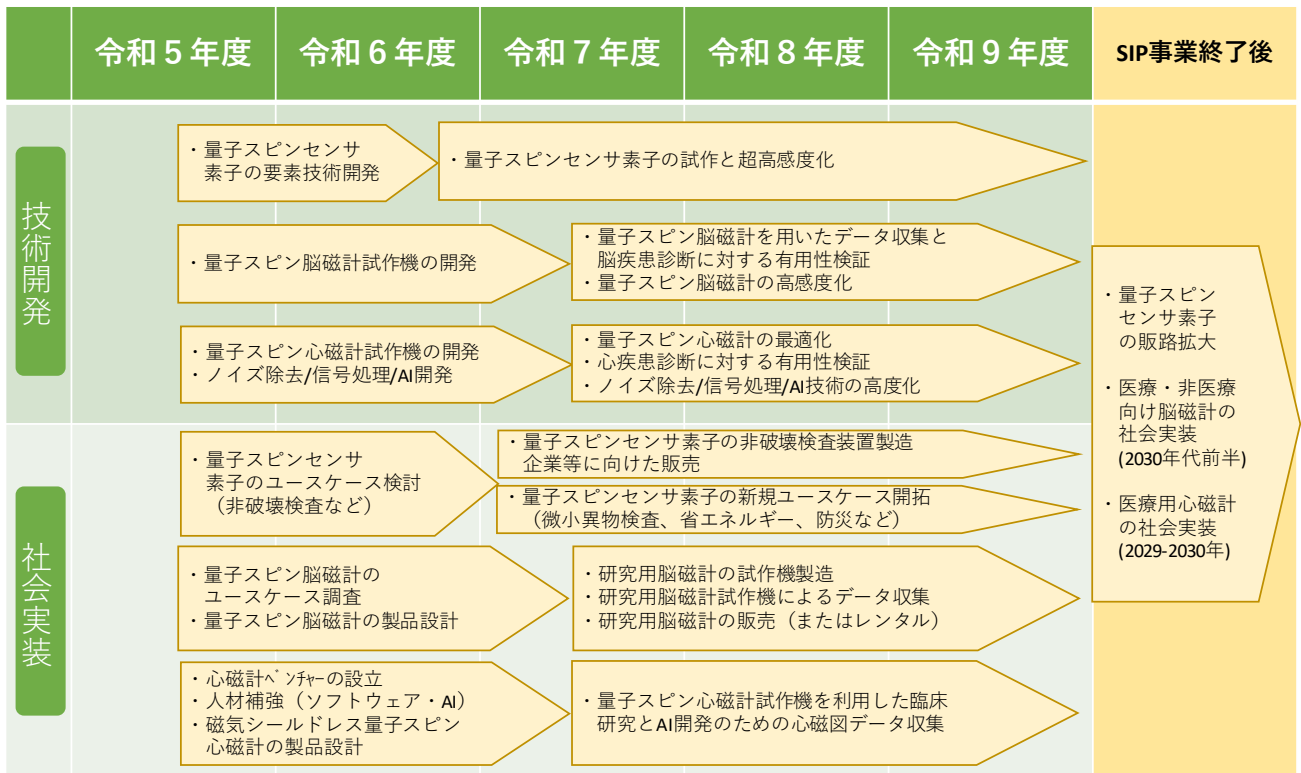 令和５年度
令和６年度
令和７年度
令和８年度
令和９年度
SIP事業終了後
技術開発
・量子スピンセンサ
素子の要素技術開発
・量子スピンセンサ素子の試作と超高感度化
・量子スピン脳磁計試作機の開発
・量子スピン脳磁計を用いたデータ収集と
脳疾患診断に対する有用性検証
・量子スピン脳磁計の高感度化
・量子スピン心磁計試作機の開発
・ノイズ除去/信号処理/AI開発
・量子スピン心磁計の最適化
・心疾患診断に対する有用性検証
・ノイズ除去/信号処理/AI技術の高度化
社会実装
・量子スピンセンサ
素子のユースケース検討
（非破壊検査など）
・量子スピンセンサ素子の非破壊検査装置製造
企業等に向けた販売
・量子スピンセンサ素子の新規ユースケース開拓
（微小異物検査、省エネルギー、防災など）
・量子スピン脳磁計の
ユースケース調査
・量子スピン脳磁計の製品設計
・研究用脳磁計の試作機製造
・研究用脳磁計試作機によるデータ収集
・研究用脳磁計の販売（またはレンタル）
・心磁計ﾍﾞﾝﾁｬｰの設立
・人材補強（ソフトウェア・AI）
・磁気シールドレス量子スピン
心磁計の製品設計
・量子スピン心磁計試作機を利用した臨床
研究とAI開発のための心磁図データ収集
・量子スピン
センサ素子
の販路拡大
・医療・非医療
向け脳磁計の
社会実装
(2030年代前半)
・医療用心磁計
の社会実装
(2029-2030年)